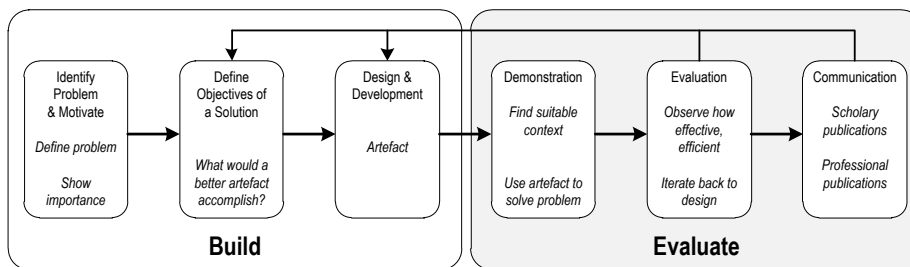 Identify
Problem
& Motivate
Define problem
Show
importance
Define
Objectives of
a Solution
What would a
better artefact
accomplish?
Design &
Development
Artefact
Build
Demonstration
Find suitable
context
Use artefact to
solve problem
Evaluation
Observe how
effective,
efficient
Iterate back to
design
Communication
Scholary
publications
Professional
publications
Evaluate